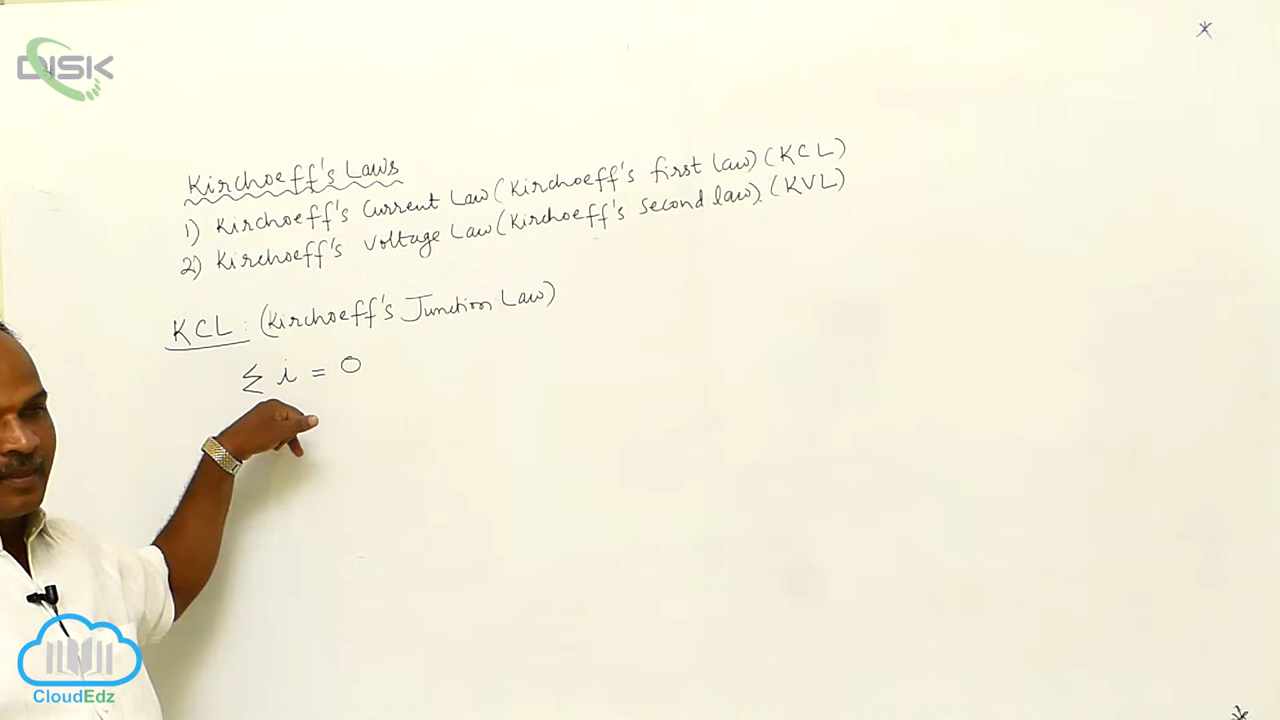 DISK
Kirchoeff's Laws
1) Kirchoeff's Current Law (Kirchoeff's first law) (KCL)
2) Kirchoeff's Voltage Law (Kirchoeff's second law). (KVL)
KCL : (Kirchoeff's Junction Law)
Σ i = 0
CloudEdz